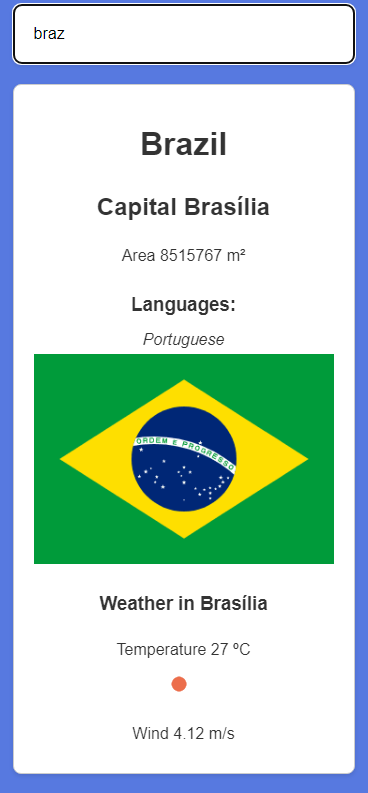 braz
Brazil
Capital Brasília
Area 8515767 m²
Languages:
Portuguese
ORDEM E PROGRESSO
Weather in Brasília
Temperature 27 ºC
Wind 4.12 m/s